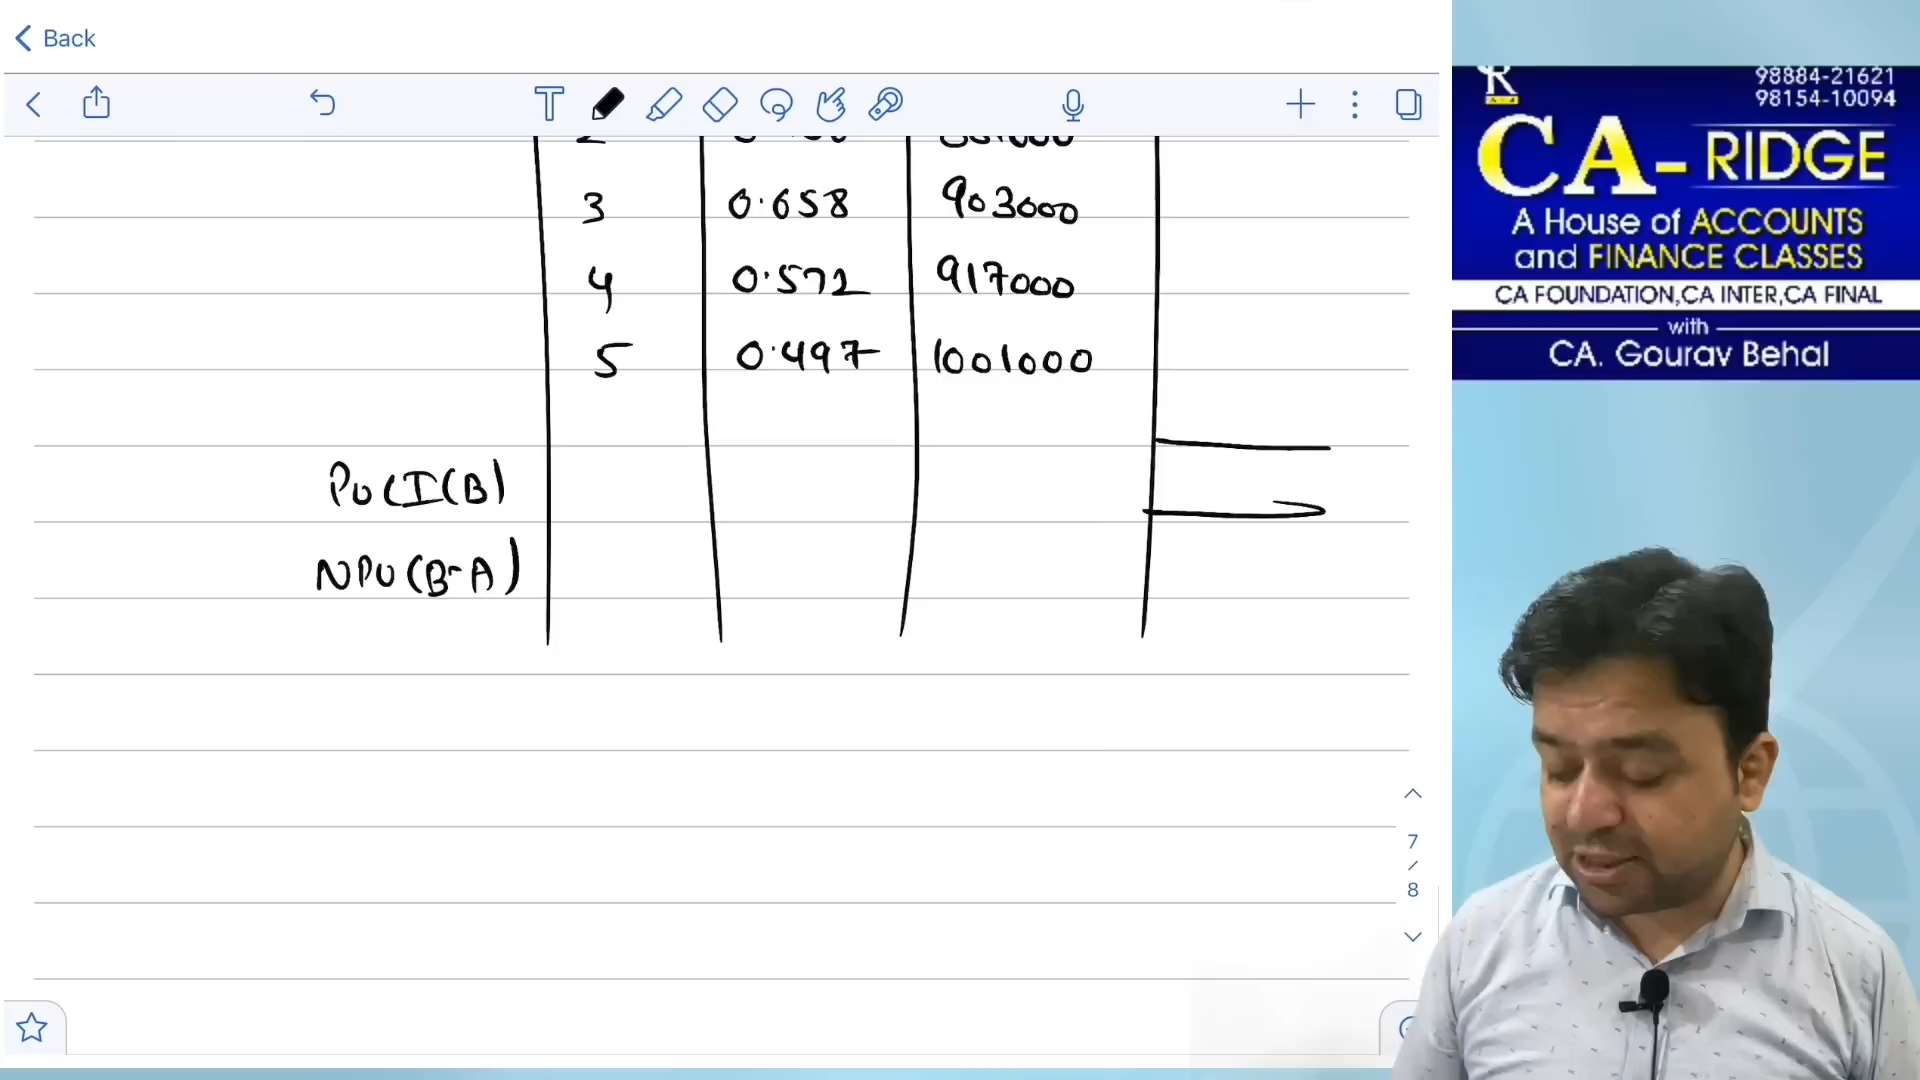 Back
98884-21621
98154-10094
CA-RIDGE
A House of ACCOUNTS
and FINANCE CLASSES
CA FOUNDATION,CA INTER,CA FINAL
with
CA. Gourav Behal
T
3 0.658 903000
4 0.572 917000
5 0.497 1001000
PVCI(B)
NPV(B-A)
7
/
8